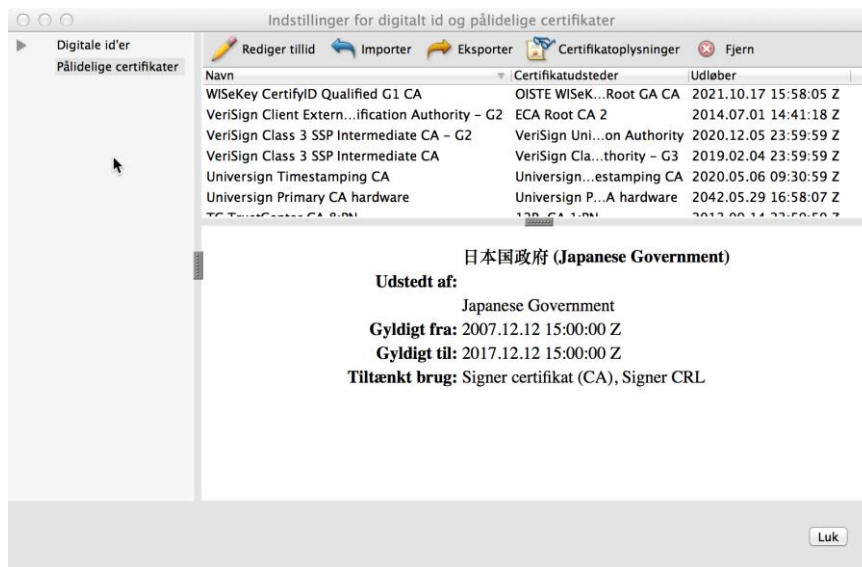 Indstillinger for digitalt id og pålidelige certifikater
Digitale id'er
Pålidelige certifikater
Rediger tillid Importer Eksporter Certifikatoplysninger Fjern
Navn Certifikatudsteder Udløber
WISeKey CertifyID Qualified G1 CA OISTE WISeK...Root GA CA 2021.10.17 15:58:05 Z
VeriSign Client Extern...ification Authority – G2 ECA Root CA 2 2014.07.01 14:41:18 Z
VeriSign Class 3 SSP Intermediate CA – G2 VeriSign Uni...on Authority 2020.12.05 23:59:59 Z
VeriSign Class 3 SSP Intermediate CA VeriSign Cla...thority – G3 2019.02.04 23:59:59 Z
Universign Timestamping CA Universign...estamping CA 2020.05.06 09:30:59 Z
Universign Primary CA hardware Universign P...A hardware 2042.05.29 16:58:07 Z
日本国政府 (Japanese Government)
Udstedt af:
Japanese Government
Gyldigt fra: 2007.12.12 15:00:00 Z
Gyldigt til: 2017.12.12 15:00:00 Z
Tiltænkt brug: Signer certifikat (CA), Signer CRL
Luk